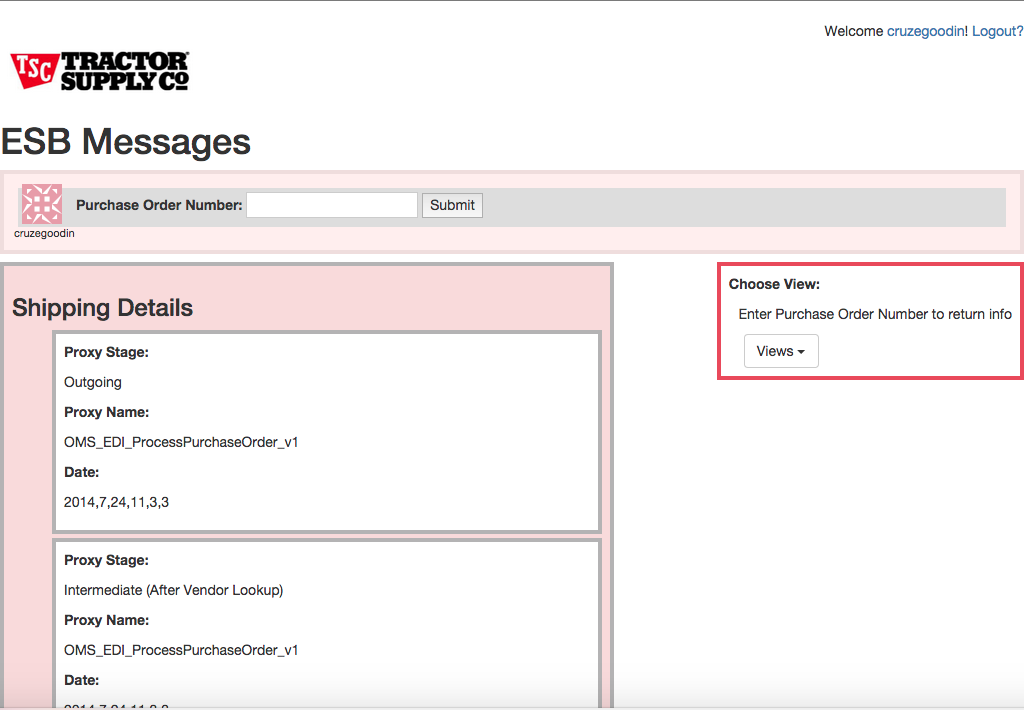 Welcome cruzegoodin! Logout?
TSC TRACTOR
SUPPLY CO
ESB Messages
Purchase Order Number: Submit
cruzegoodin
Shipping Details
Proxy Stage:
Outgoing
Proxy Name:
OMS_EDI_ProcessPurchaseOrder_v1
Date:
2014,7,24,11,3,3
Proxy Stage:
Intermediate (After Vendor Lookup)
Proxy Name:
OMS_EDI_ProcessPurchaseOrder_v1
Date:
Choose View:
Enter Purchase Order Number to return info
Views